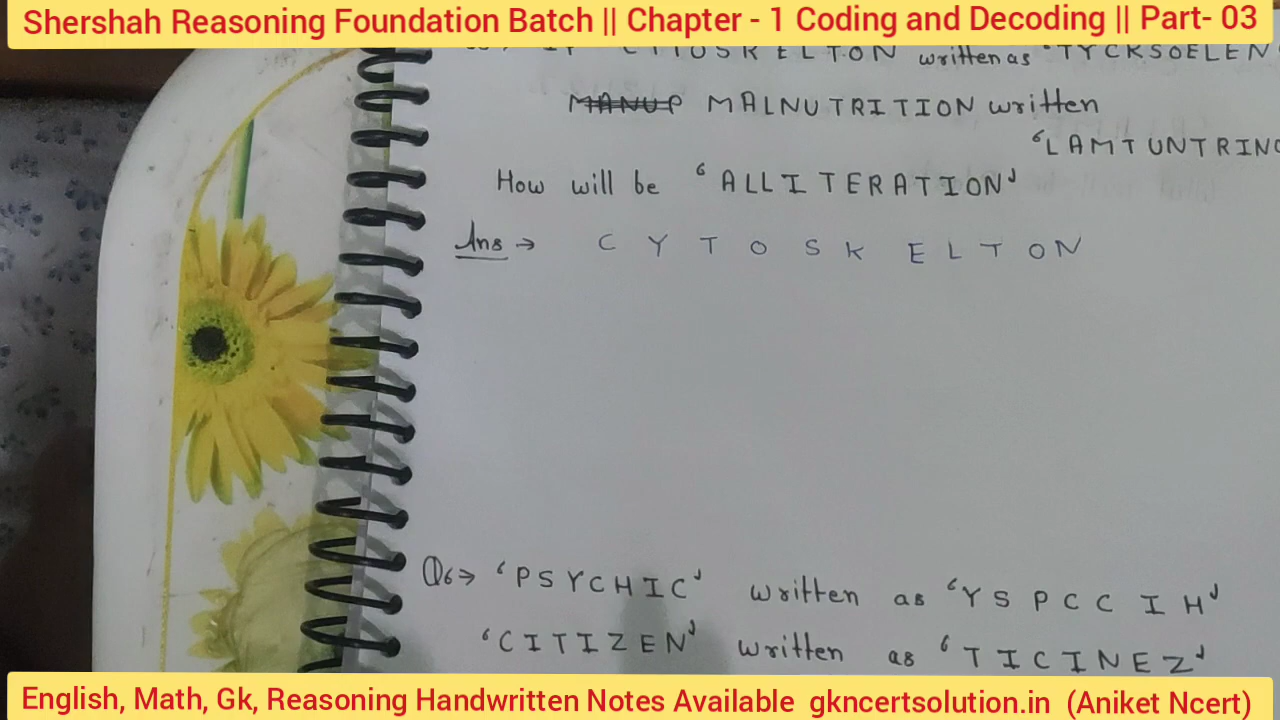 Shershah Reasoning Foundation Batch || Chapter - 1 Coding and Decoding || Part- 03
written as 'TYCKSOELEN
MANUP MALNUTRITION written
'LAMTUNTRINO
How will be 'ALLITERATION'
Ans → C Y T O S K E L T O N
Q6→ 'PSYCHIC' written as 'YSPCCIH'
'CITIZEN' written as 'TICINEZ'
English, Math, Gk, Reasoning Handwritten Notes Available gkncertsolution.in (Aniket Ncert)